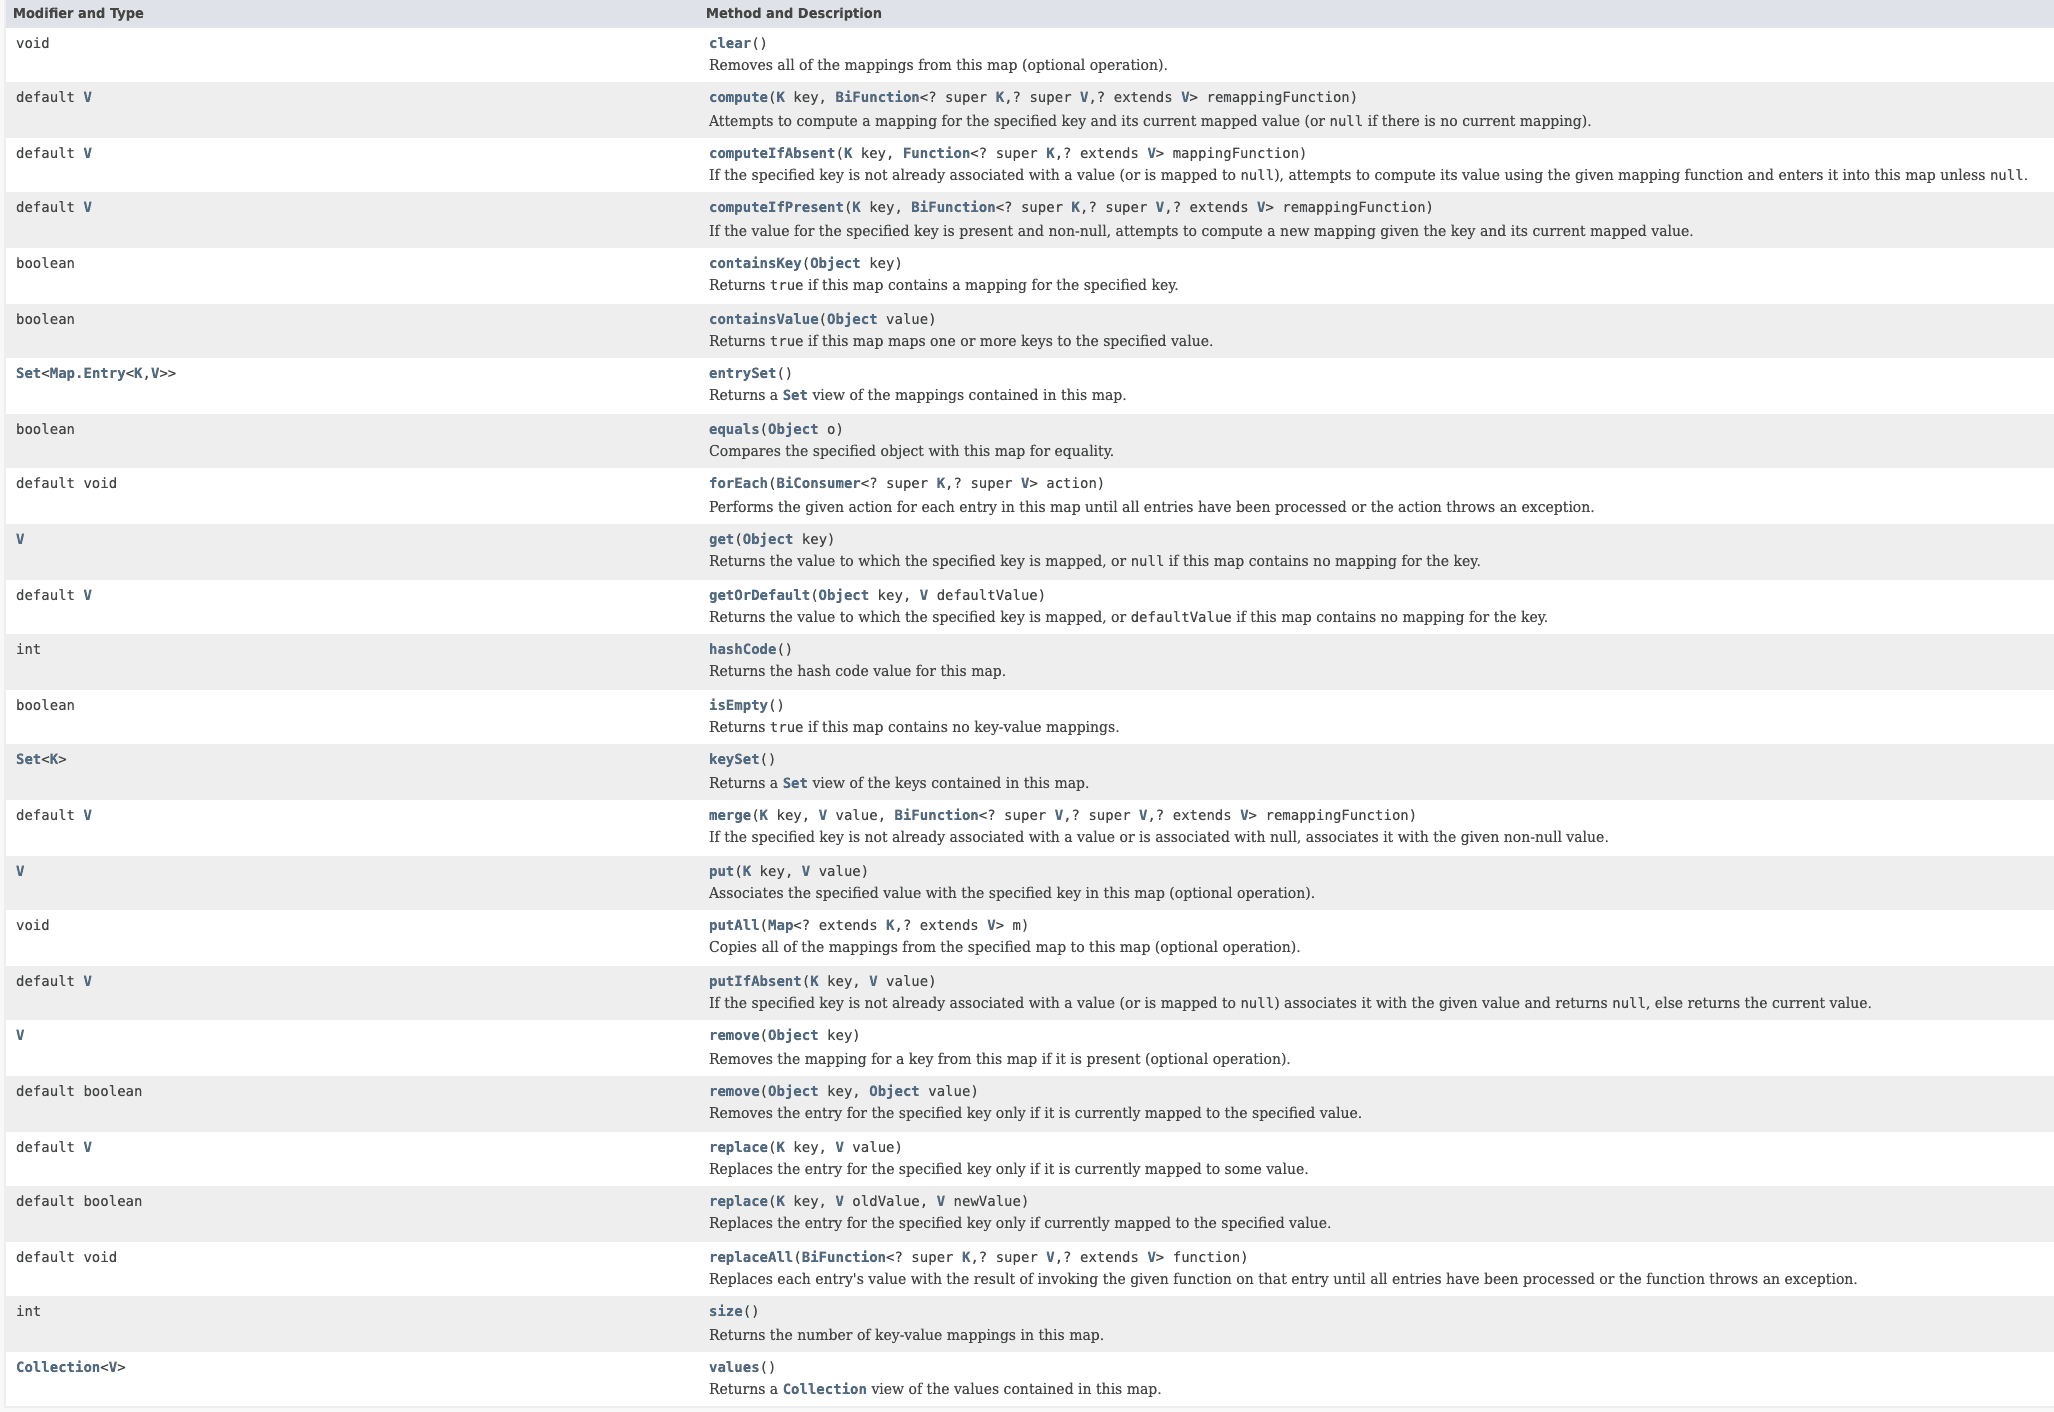 Modifier and Type Method and Description
void clear()
Removes all of the mappings from this map (optional operation).
default V compute(K key, BiFunction<? super K,? super V,? extends V> remappingFunction)
Attempts to compute a mapping for the specified key and its current mapped value (or null if there is no current mapping).
default V computeIfAbsent(K key, Function<? super K,? extends V> mappingFunction)
If the specified key is not already associated with a value (or is mapped to null), attempts to compute its value using the given mapping function and enters it into this map unless null.
default V computeIfPresent(K key, BiFunction<? super K,? super V,? extends V> remappingFunction)
If the value for the specified key is present and non-null, attempts to compute a new mapping given the key and its current mapped value.
boolean containsKey(Object key)
Returns true if this map contains a mapping for the specified key.
boolean containsValue(Object value)
Returns true if this map maps one or more keys to the specified value.
Set<Map.Entry<K,V>> entrySet()
Returns a Set view of the mappings contained in this map.
boolean equals(Object o)
Compares the specified object with this map for equality.
default void forEach(BiConsumer<? super K,? super V> action)
Performs the given action for each entry in this map until all entries have been processed or the action throws an exception.
V get(Object key)
Returns the value to which the specified key is mapped, or null if this map contains no mapping for the key.
default V getOrDefault(Object key, V defaultValue)
Returns the value to which the specified key is mapped, or defaultValue if this map contains no mapping for the key.
int hashCode()
Returns the hash code value for this map.
boolean isEmpty()
Returns true if this map contains no key-value mappings.
Set<K> keySet()
Returns a Set view of the keys contained in this map.
default V merge(K key, V value, BiFunction<? super V,? super V,? extends V> remappingFunction)
If the specified key is not already associated with a value or is associated with null, associates it with the given non-null value.
V put(K key, V value)
Associates the specified value with the specified key in this map (optional operation).
void putAll(Map<? extends K,? extends V> m)
Copies all of the mappings from the specified map to this map (optional operation).
default V putIfAbsent(K key, V value)
If the specified key is not already associated with a value (or is mapped to null) associates it with the given value and returns null, else returns the current value.
V remove(Object key)
Removes the mapping for a key from this map if it is present (optional operation).
default boolean remove(Object key, Object value)
Removes the entry for the specified key only if it is currently mapped to the specified value.
default V replace(K key, V value)
Replaces the entry for the specified key only if it is currently mapped to some value.
default boolean replace(K key, V oldValue, V newValue)
Replaces the entry for the specified key only if currently mapped to the specified value.
default void replaceAll(BiFunction<? super K,? super V,? extends V> function)
Replaces each entry's value with the result of invoking the given function on that entry until all entries have been processed or the function throws an exception.
int size()
Returns the number of key-value mappings in this map.
Collection<V> values()
Returns a Collection view of the values contained in this map.